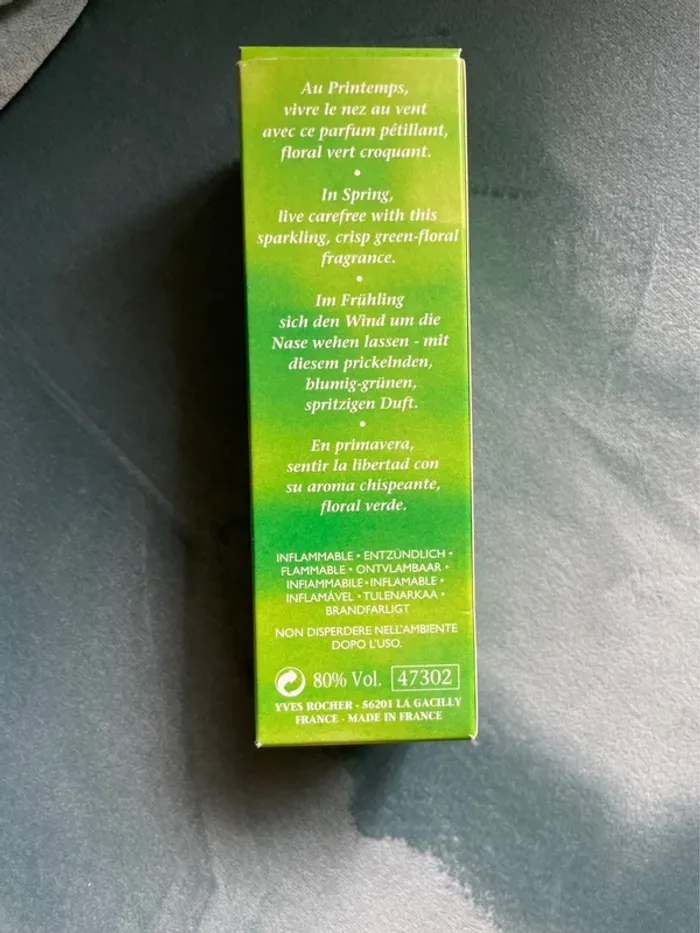 Au Printemps,
vivre le nez au vent
avec ce parfum pétillant,
floral vert croquant.
•
In Spring,
live carefree with this
sparkling, crisp green-floral
fragrance.
•
Im Frühling
sich den Wind um die
Nase wehen lassen - mit
diesem prickelnden,
blumig-grünen,
spritzigen Duft.
•
En primavera,
sentir la libertad con
su aroma chispeante,
floral verde.
INFLAMMABLE • ENTZÜNDLICH •
FLAMMABLE • ONTVLAMBAAR •
INFIAMMABILE • INFLAMABLE •
INFLAMÁVEL • TULENARKAA •
BRANDFARLIGT
NON DISPERDERE NELL'AMBIENTE
DOPO L'USO.
80% Vol. 47302
YVES ROCHER - 56201 LA GACILLY
FRANCE - MADE IN FRANCE